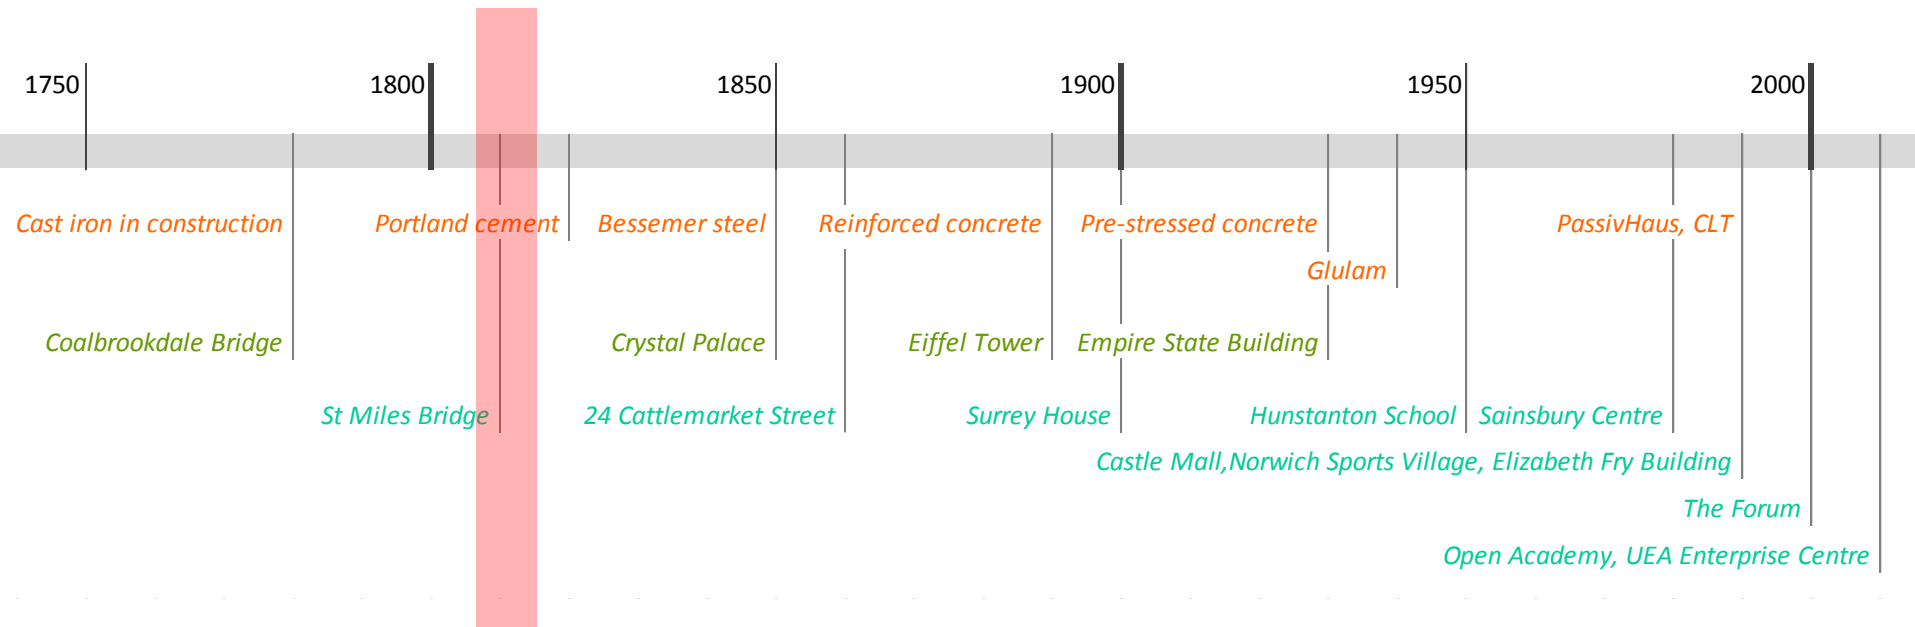 1750 1800 1850 1900 1950 2000
Cast iron in construction Portland cement Bessemer steel Reinforced concrete Pre-stressed concrete PassivHaus, CLT
Glulam
Coalbrookdale Bridge Crystal Palace Eiffel Tower Empire State Building
St Miles Bridge 24 Cattlemarket Street Surrey House Hunstanton School Sainsbury Centre
Castle Mall,Norwich Sports Village, Elizabeth Fry Building
The Forum
Open Academy, UEA Enterprise Centre